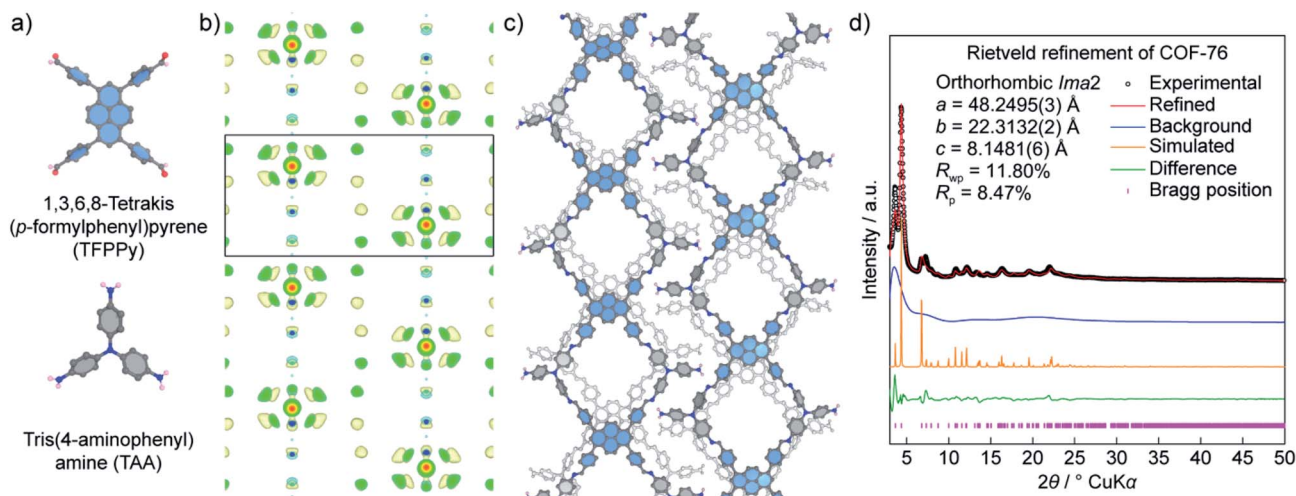 a)
1,3,6,8-Tetrakis
(p-formylphenyl)pyrene
(TFPPy)
Tris(4-aminophenyl)
amine (TAA)
b)
c)
d)
Intensity / a.u.
Rietveld refinement of COF-76
Orthorhombic Ima2
a = 48.2495(3) Å
b = 22.3132(2) Å
c = 8.1481(6) Å
Rwp = 11.80%
Rp = 8.47%
Experimental
Refined
Background
Simulated
Difference
Bragg position
5 10 15 20 25 30 35 40 45 50
2θ / ° CuKα